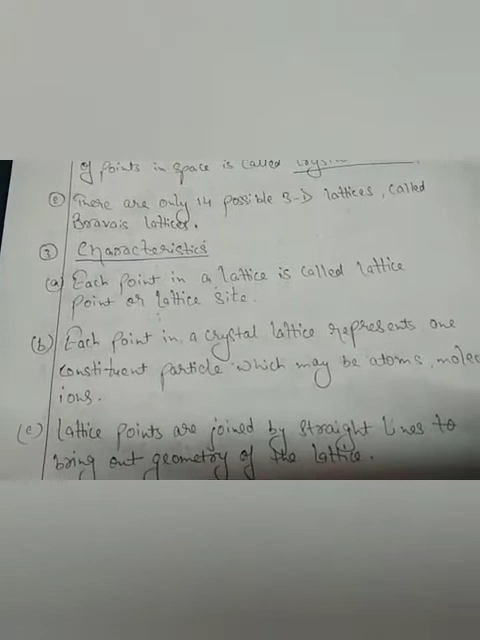 of points in space is called
② There are only 14 possible 3-D lattices, called
Bravais lattices.
③ Characteristics
(a) Each point in a lattice is called lattice
point or lattice site.
(b) Each point in a crystal lattice represents one
constituent particle which may be atoms, molec
ions.
(c) Lattice points are joined by straight lines to
bring out geometry of the lattice.